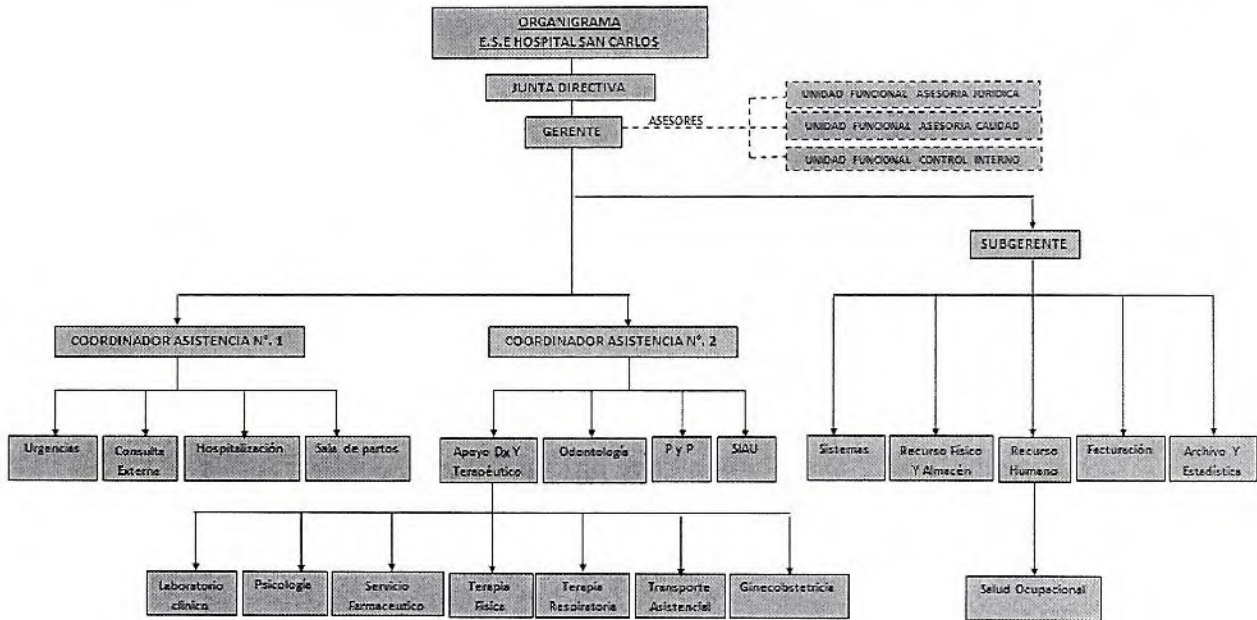 ORGANIGRAMA
E.S.E HOSPITAL SAN CARLOS
JUNTA DIRECTIVA
GERENTE
ASESORES
UNIDAD FUNCIONAL ASESORIA JURIDICA
UNIDAD FUNCIONAL ASESORIA CALIDAD
UNIDAD FUNCIONAL CONTROL INTERNO
SUBGERENTE
COORDINADOR ASISTENCIA N°. 1
COORDINADOR ASISTENCIA N°. 2
Urgencias
Consulta
Externa
Hospitalización
Sala de partos
Apoyo Dx Y
Terapéutico
Odontología
P y P
SIAU
Sistemas
Recurso Físico
Y Almacén
Recurso
Humano
Facturación
Archivo Y
Estadística
Laboratorio
clínico
Psicología
Servicio
Farmaceutico
Terapia
Física
Terapia
Respiratoria
Transporte
Asistencial
Ginecobstetricia
Salud Ocupacional